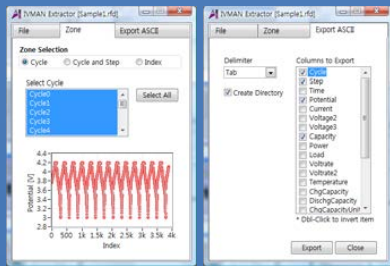 IVMAN Extractor [Sample1.rfd]
File
Zone
Export ASCII
Zone Selection
Cycle
Cycle and Step
Index
Select Cycle
Cycle0
Cycle1
Cycle2
Cycle3
Cycle4
Select All
Potential [V]
4.4
4.2
4
3.8
3.6
3.4
3.2
3
2.8
0 500 1k 1.5k 2k 2.5k 3k 3.5k 4k
Index
IVMAN Extractor [Sample1.rfd]
File
Zone
Export ASCII
Delimiter
Tab
Create Directory
Columns to Export
Cycle
Step
Time
Potential
Current
Voltage2
Voltage3
Capacity
Power
Load
Voltrate
Voltrate2
Temperature
ChgCapacity
DischgCapacity
ChgCapacityUnit
* Dbl-Click to invert item
Export
Close